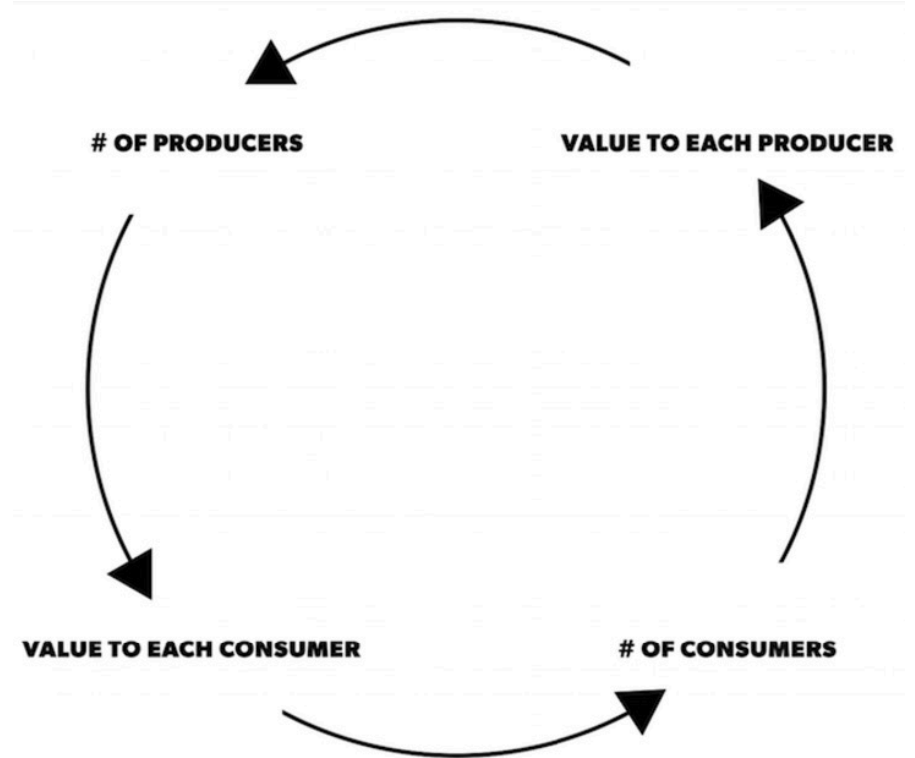 # OF PRODUCERS
VALUE TO EACH PRODUCER
VALUE TO EACH CONSUMER
# OF CONSUMERS